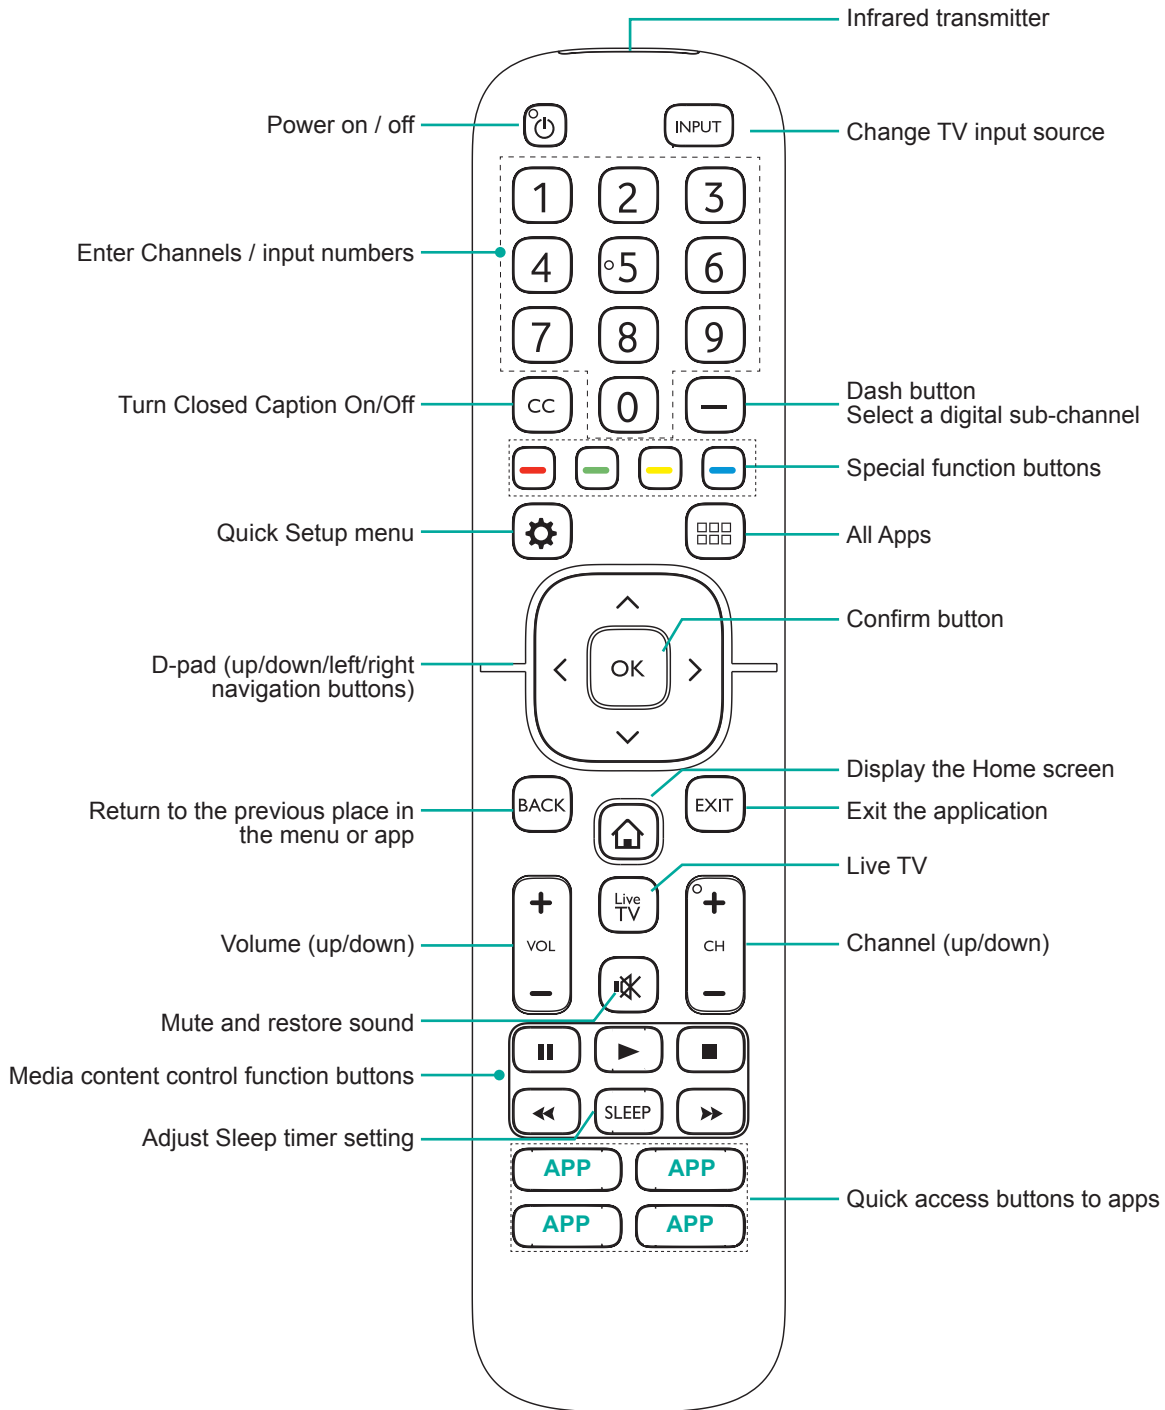 Infrared transmitter
Power on / off
INPUT
Change TV input source
1 2 3
Enter Channels / input numbers
4 5 6
7 8 9
Turn Closed Caption On/Off
CC
0
—
Dash button
Select a digital sub-channel
Special function buttons
Quick Setup menu
All Apps
Confirm button
D-pad (up/down/left/right
navigation buttons)
OK
Display the Home screen
BACK
EXIT
Return to the previous place in
the menu or app
Exit the application
Live TV
Live
TV
+
+
Volume (up/down)
VOL
CH
Channel (up/down)
—
—
Mute and restore sound
Media content control function buttons
SLEEP
Adjust Sleep timer setting
APP APP
Quick access buttons to apps
APP APP